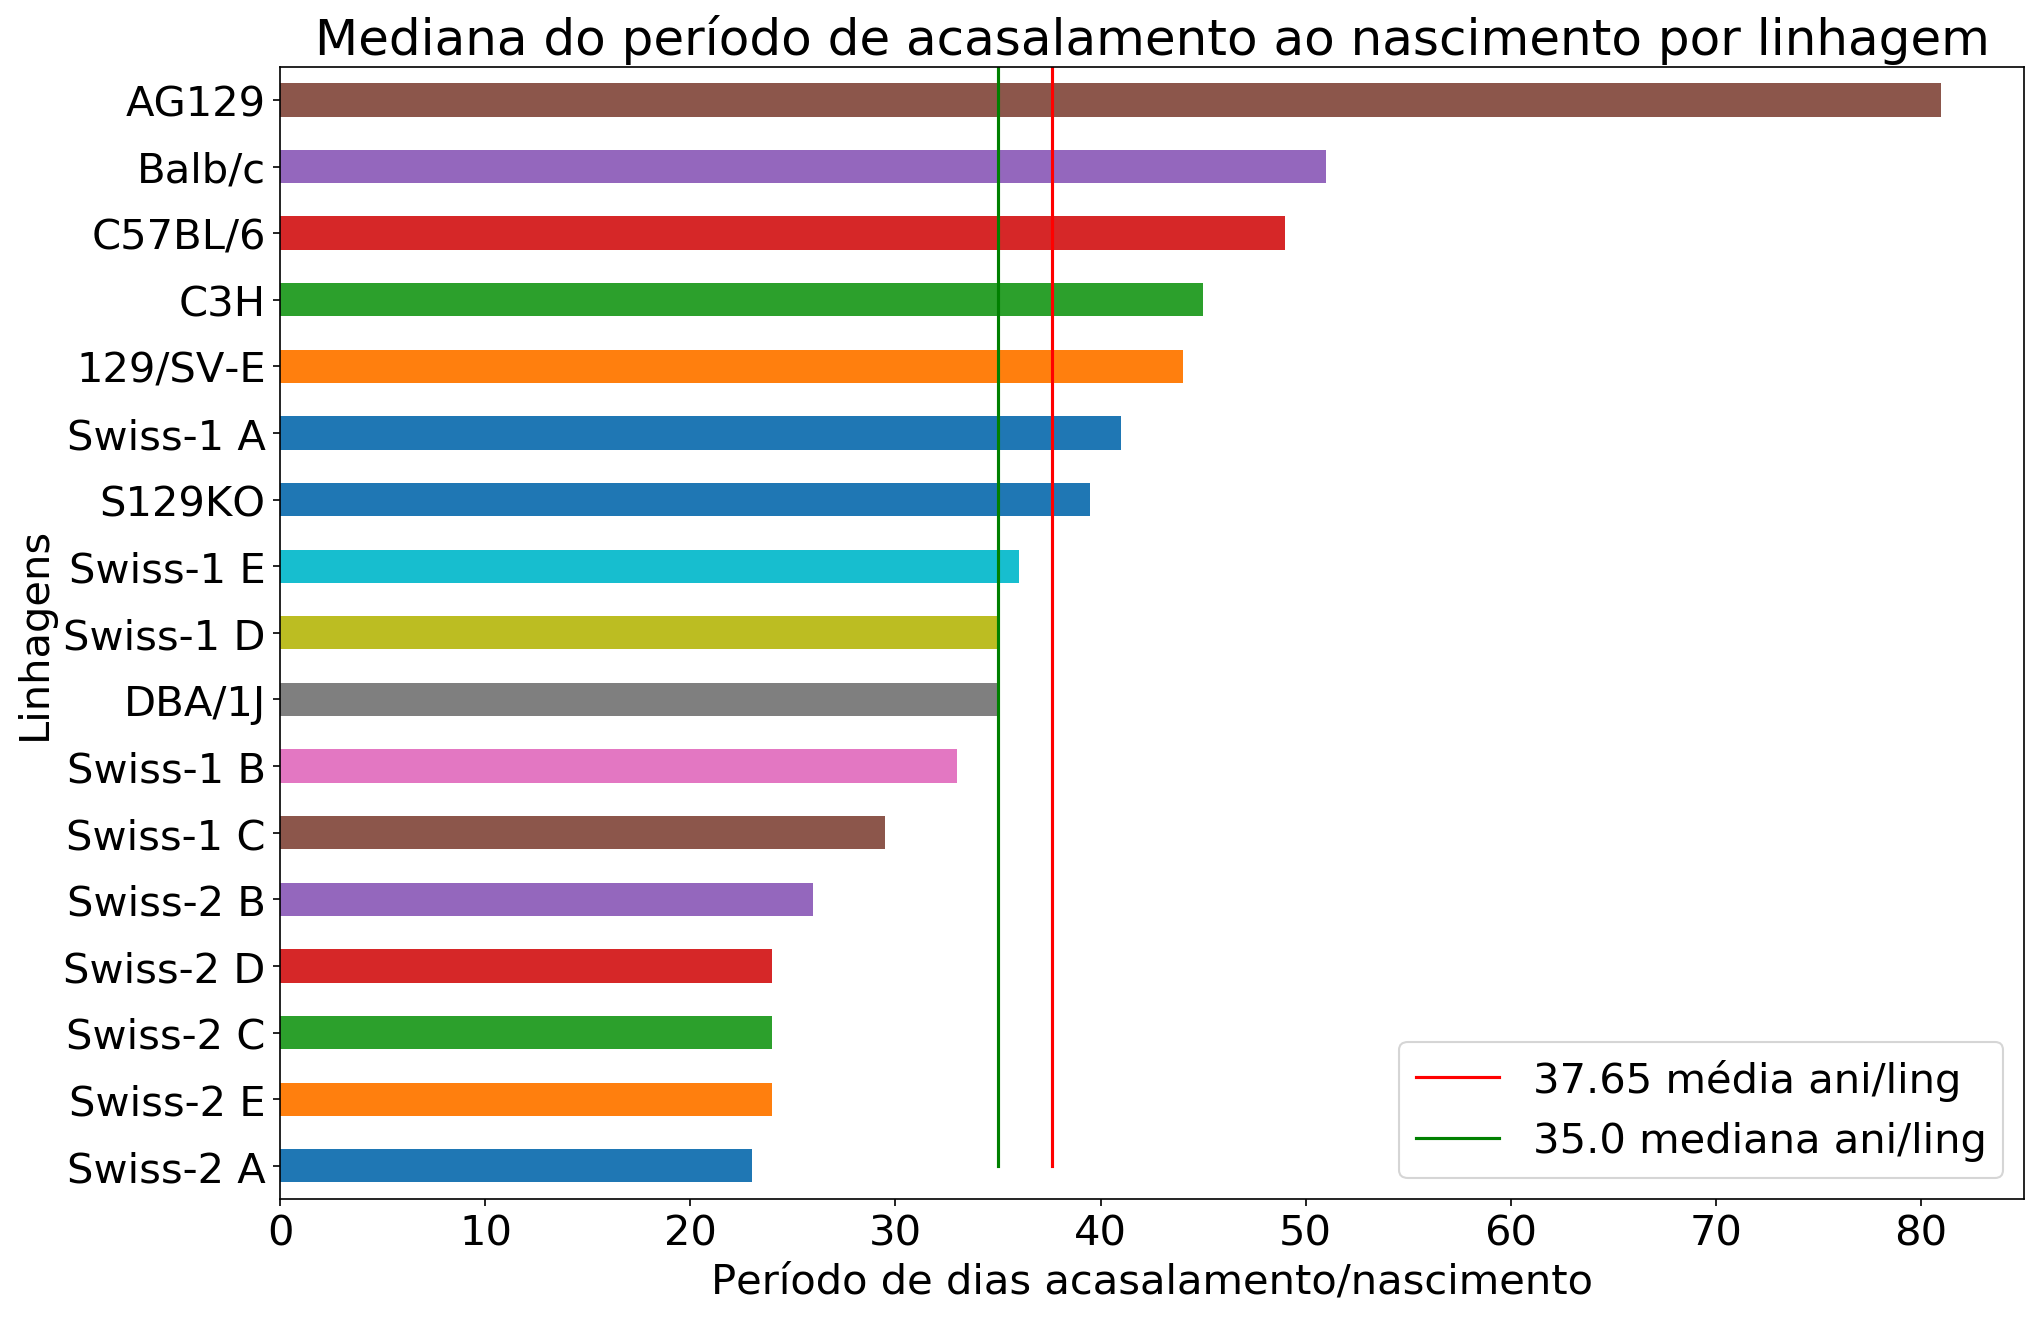 Mediana do período de acasalamento ao nascimento por linhagem
AG129
Balb/c
C57BL/6
C3H
129/SV-E
Swiss-1 A
S129KO
Swiss-1 E
Swiss-1 D
DBA/1J
Swiss-1 B
Swiss-1 C
Swiss-2 B
Swiss-2 D
Swiss-2 C
Swiss-2 E
Swiss-2 A
Linhagens
37.65 média ani/ling
35.0 mediana ani/ling
0 10 20 30 40 50 60 70 80
Período de dias acasalamento/nascimento